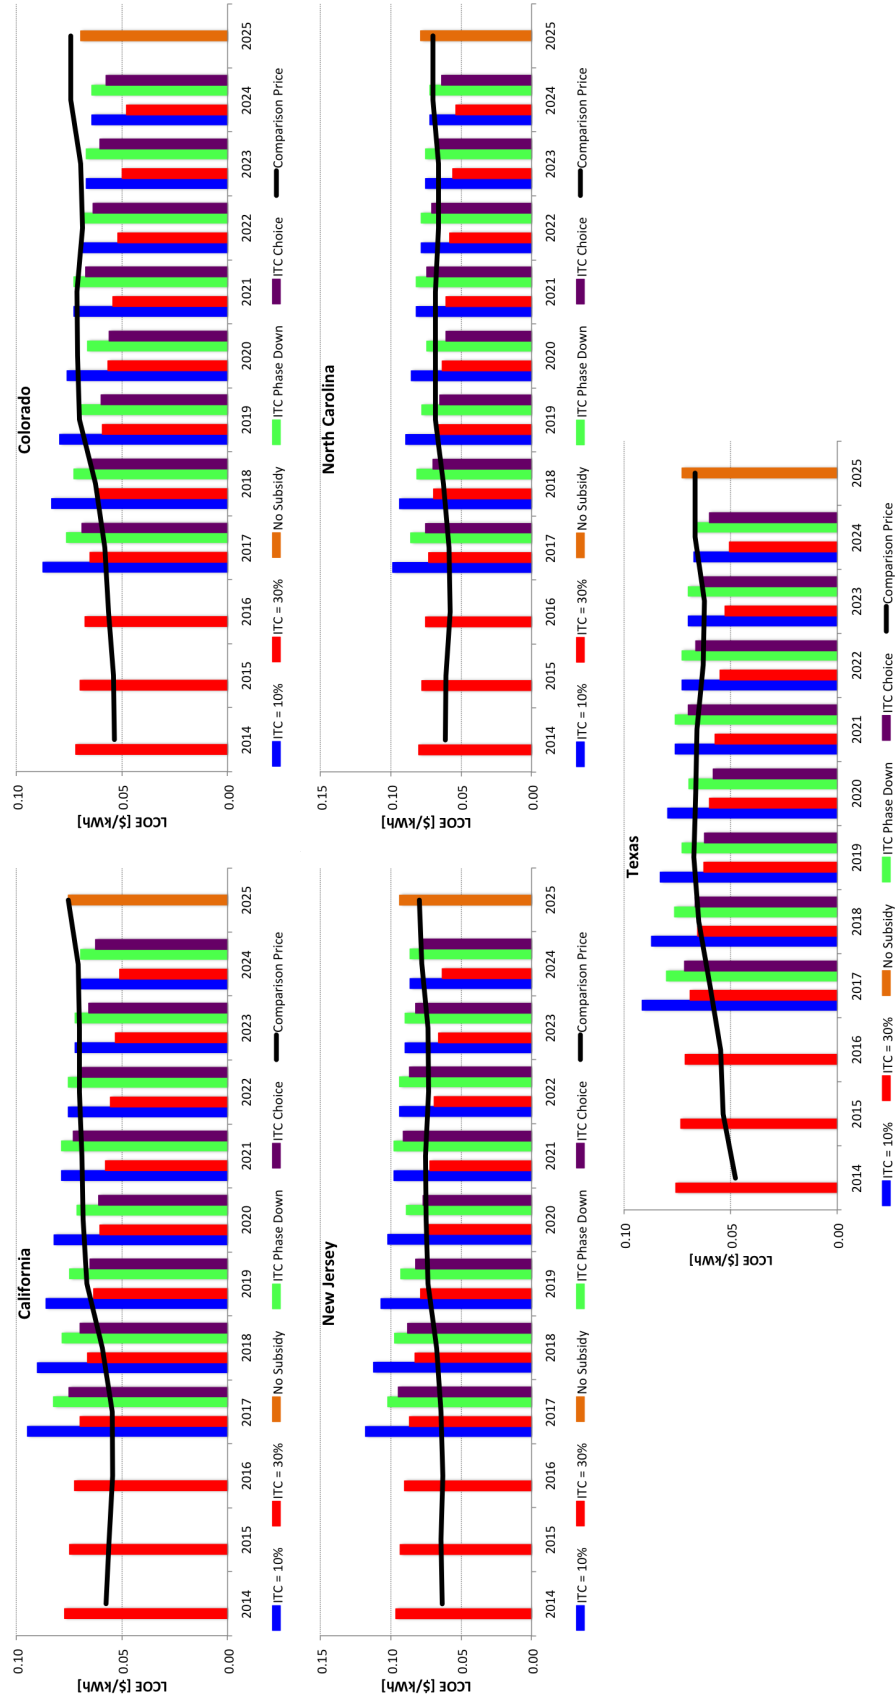 California
LCOE [$/kWh]
0.10
0.05
0.00
2014 2015 2016 2017 2018 2019 2020 2021 2022 2023 2024 2025
ITC = 10% ITC = 30% No Subsidy ITC Phase Down ITC Choice Comparison Price
Colorado
LCOE [$/kWh]
0.10
0.05
0.00
2014 2015 2016 2017 2018 2019 2020 2021 2022 2023 2024 2025
ITC = 10% ITC = 30% No Subsidy ITC Phase Down ITC Choice Comparison Price
New Jersey
LCOE [$/kWh]
0.15
0.10
0.05
0.00
2014 2015 2016 2017 2018 2019 2020 2021 2022 2023 2024 2025
ITC = 10% ITC = 30% No Subsidy ITC Phase Down ITC Choice Comparison Price
North Carolina
LCOE [$/kWh]
0.15
0.10
0.05
0.00
2014 2015 2016 2017 2018 2019 2020 2021 2022 2023 2024 2025
ITC = 10% ITC = 30% No Subsidy ITC Phase Down ITC Choice Comparison Price
Texas
LCOE [$/kWh]
0.10
0.05
0.00
2014 2015 2016 2017 2018 2019 2020 2021 2022 2023 2024 2025
ITC = 10% ITC = 30% No Subsidy ITC Phase Down ITC Choice Comparison Price